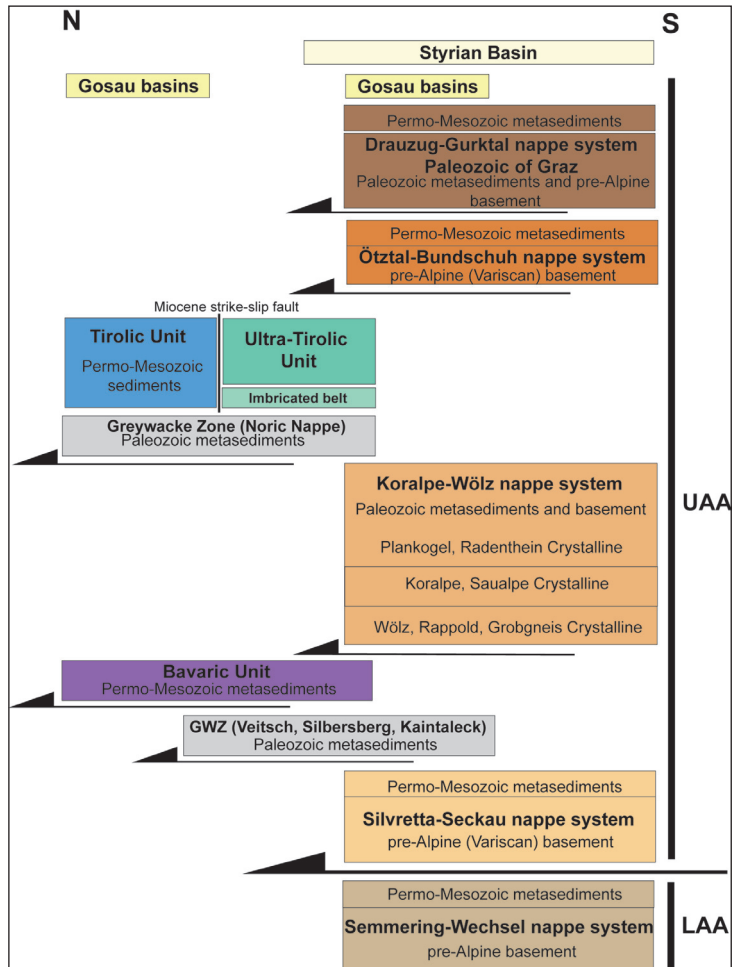 N
S
Styrian Basin
Gosau basins
Gosau basins
Permo-Mesozoic metasediments
Drauzug-Gurktal nappe system
Paleozoic of Graz
Paleozoic metasediments and pre-Alpine
basement
Permo-Mesozoic metasediments
Ötztal-Bundschuh nappe system
pre-Alpine (Variscan) basement
Miocene strike-slip fault
Tirolic Unit
Permo-Mesozoic
sediments
Ultra-Tirolic
Unit
Imbricated belt
Greywacke Zone (Noric Nappe)
Paleozoic metasediments
Koralpe-Wölz nappe system
Paleozoic metasediments and basement
Plankogel, Radenthein Crystalline
Koralpe, Saualpe Crystalline
Wölz, Rappold, Grobgneis Crystalline
UAA
Bavaric Unit
Permo-Mesozoic metasediments
GWZ (Veitsch, Silbersberg, Kaintaleck)
Paleozoic metasediments
Permo-Mesozoic metasediments
Silvretta-Seckau nappe system
pre-Alpine (Variscan) basement
Permo-Mesozoic metasediments
Semmering-Wechsel nappe system
pre-Alpine basement
LAA